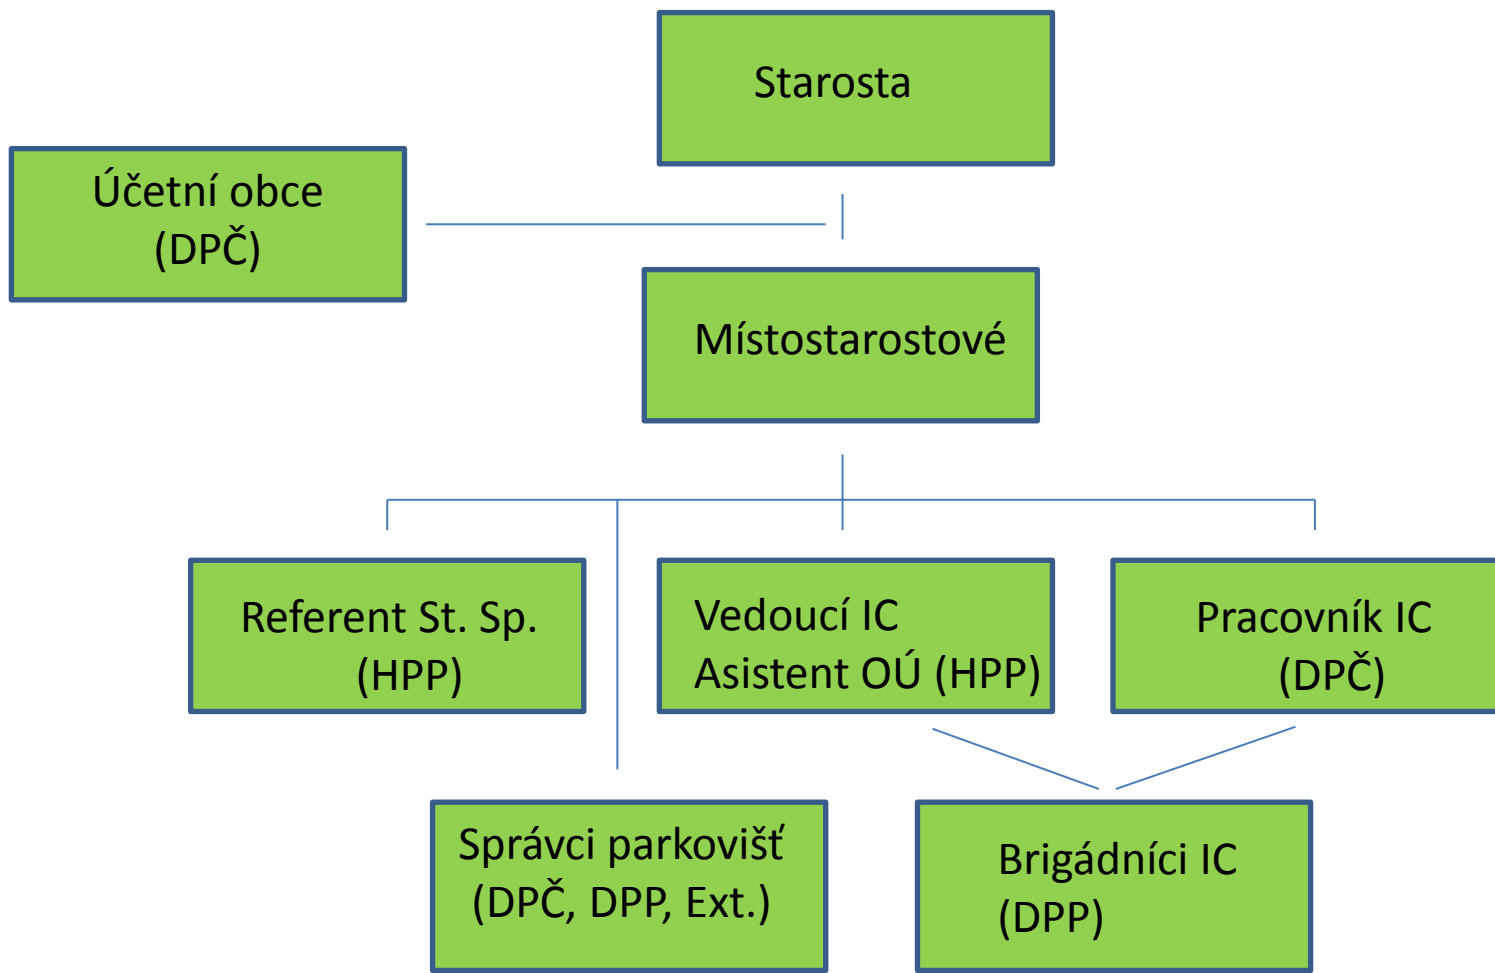 Starosta
Účetní obce
(DPČ)
Místostarostové
Referent St. Sp.
(HPP)
Vedoucí IC
Asistent OÚ (HPP)
Pracovník IC
(DPČ)
Správci parkovišť
(DPČ, DPP, Ext.)
Brigádníci IC
(DPP)